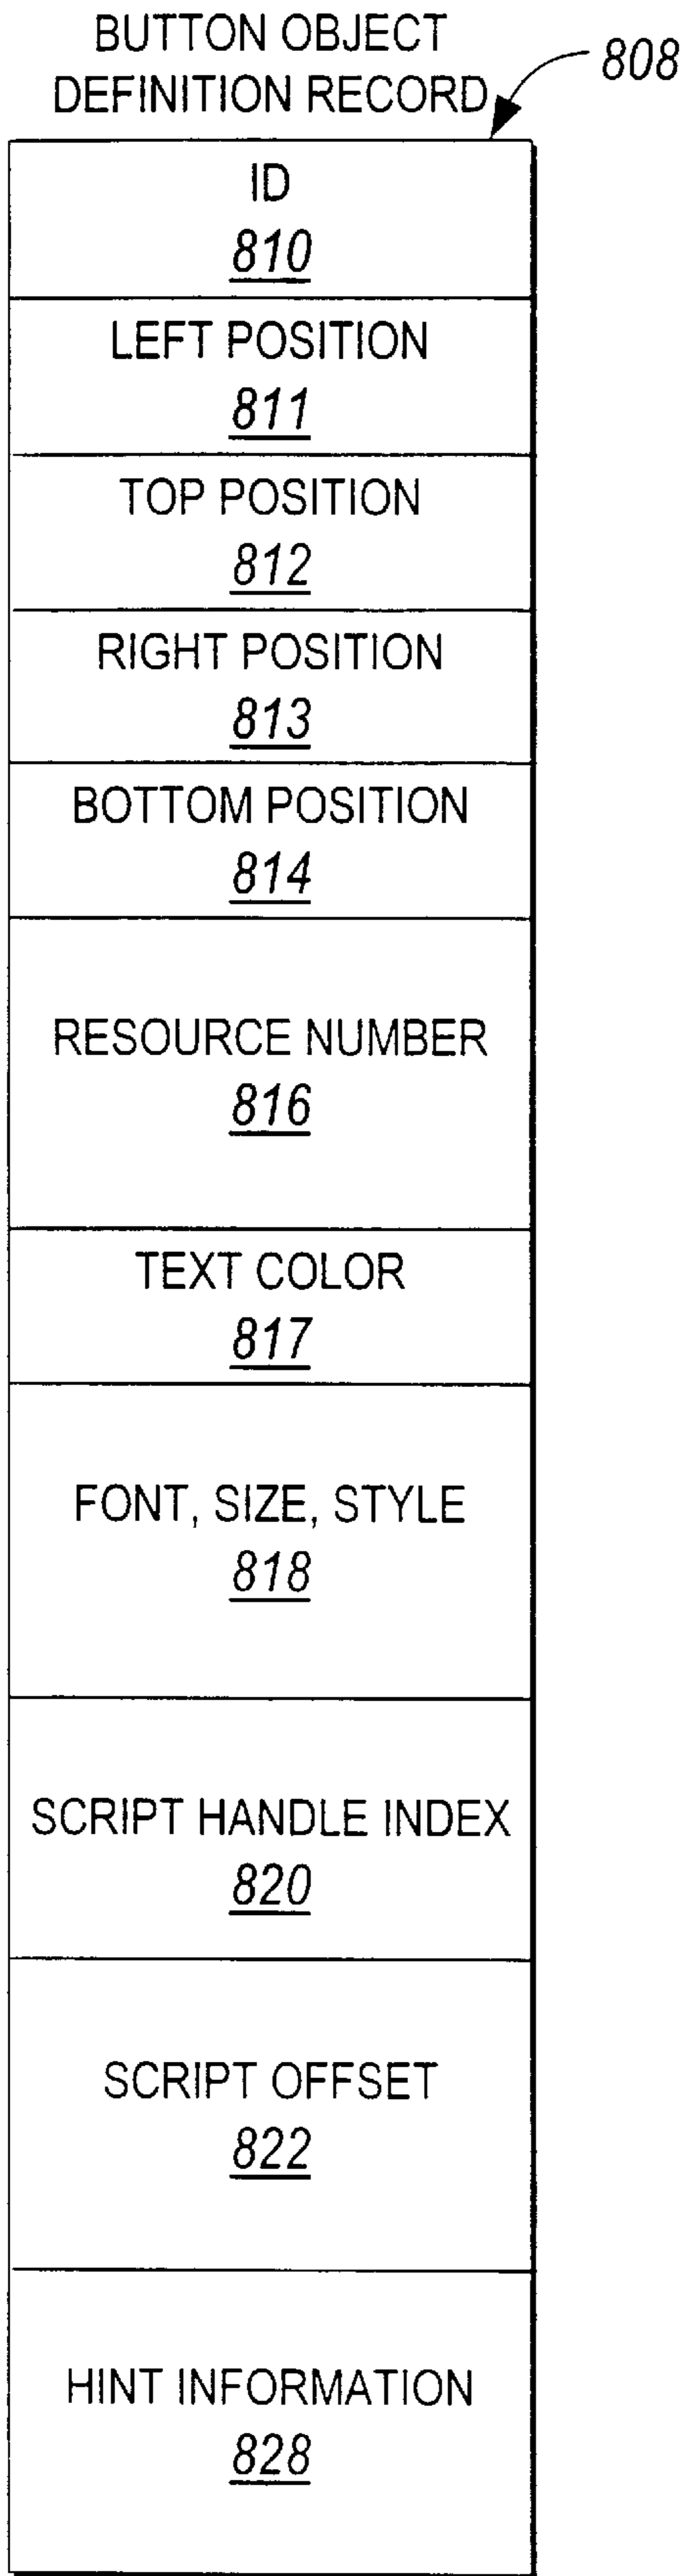 BUTTON OBJECT
DEFINITION RECORD
808
ID
810
LEFT POSITION
811
TOP POSITION
812
RIGHT POSITION
813
BOTTOM POSITION
814
RESOURCE NUMBER
816
TEXT COLOR
817
FONT, SIZE, STYLE
818
SCRIPT HANDLE INDEX
820
SCRIPT OFFSET
822
HINT INFORMATION
828